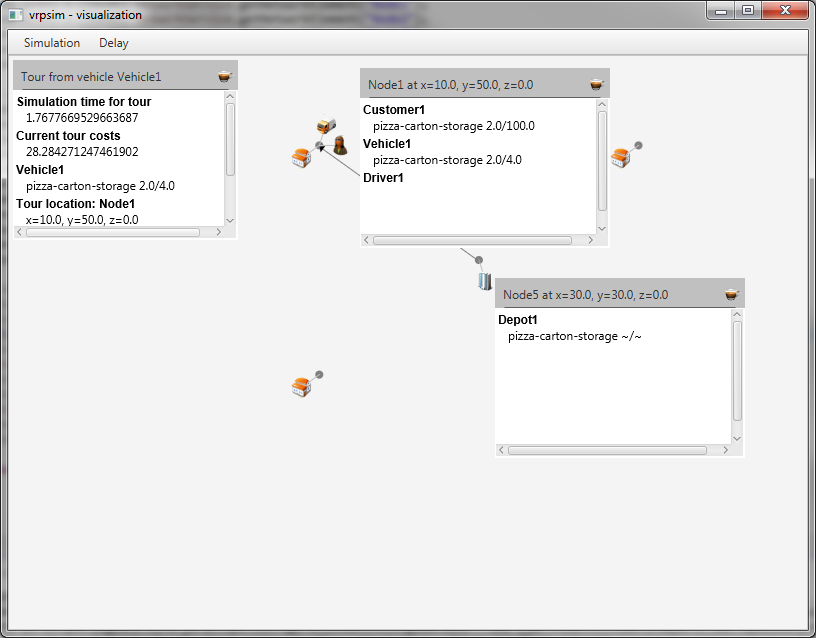 vrpsim - visualization
Simulation Delay
Tour from vehicle Vehicle1
Simulation time for tour
1.7677669529663687
Current tour costs
28.284271247461902
Vehicle1
pizza-carton-storage 2.0/4.0
Tour location: Node1
x=10.0, y=50.0, z=0.0
Node1 at x=10.0, y=50.0, z=0.0
Customer1
pizza-carton-storage 2.0/100.0
Vehicle1
pizza-carton-storage 2.0/4.0
Driver1
Node5 at x=30.0, y=30.0, z=0.0
Depot1
pizza-carton-storage ~/~